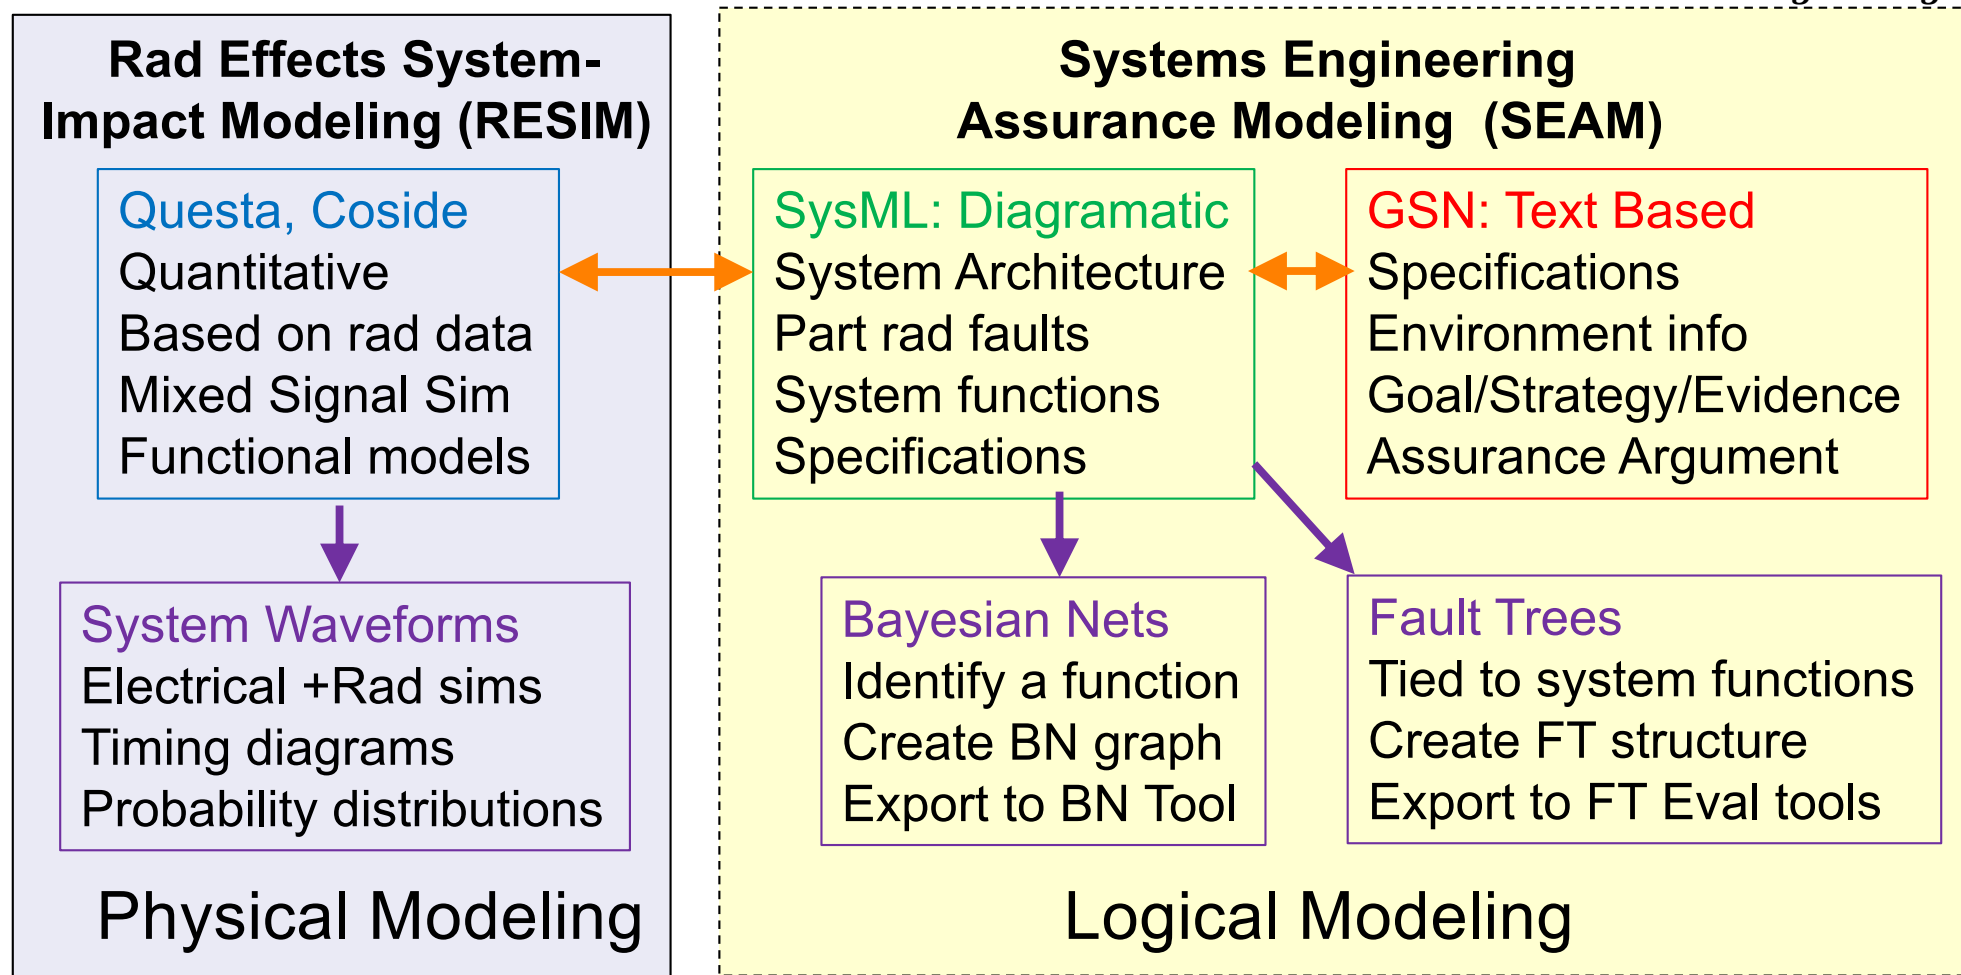 Rad Effects System-
Impact Modeling (RESIM)
Questa, Coside
Quantitative
Based on rad data
Mixed Signal Sim
Functional models
System Waveforms
Electrical +Rad sims
Timing diagrams
Probability distributions
Physical Modeling
Systems Engineering
Assurance Modeling (SEAM)
SysML: Diagramatic
System Architecture
Part rad faults
System functions
Specifications
GSN: Text Based
Specifications
Environment info
Goal/Strategy/Evidence
Assurance Argument
Bayesian Nets
Identify a function
Create BN graph
Export to BN Tool
Fault Trees
Tied to system functions
Create FT structure
Export to FT Eval tools
Logical Modeling